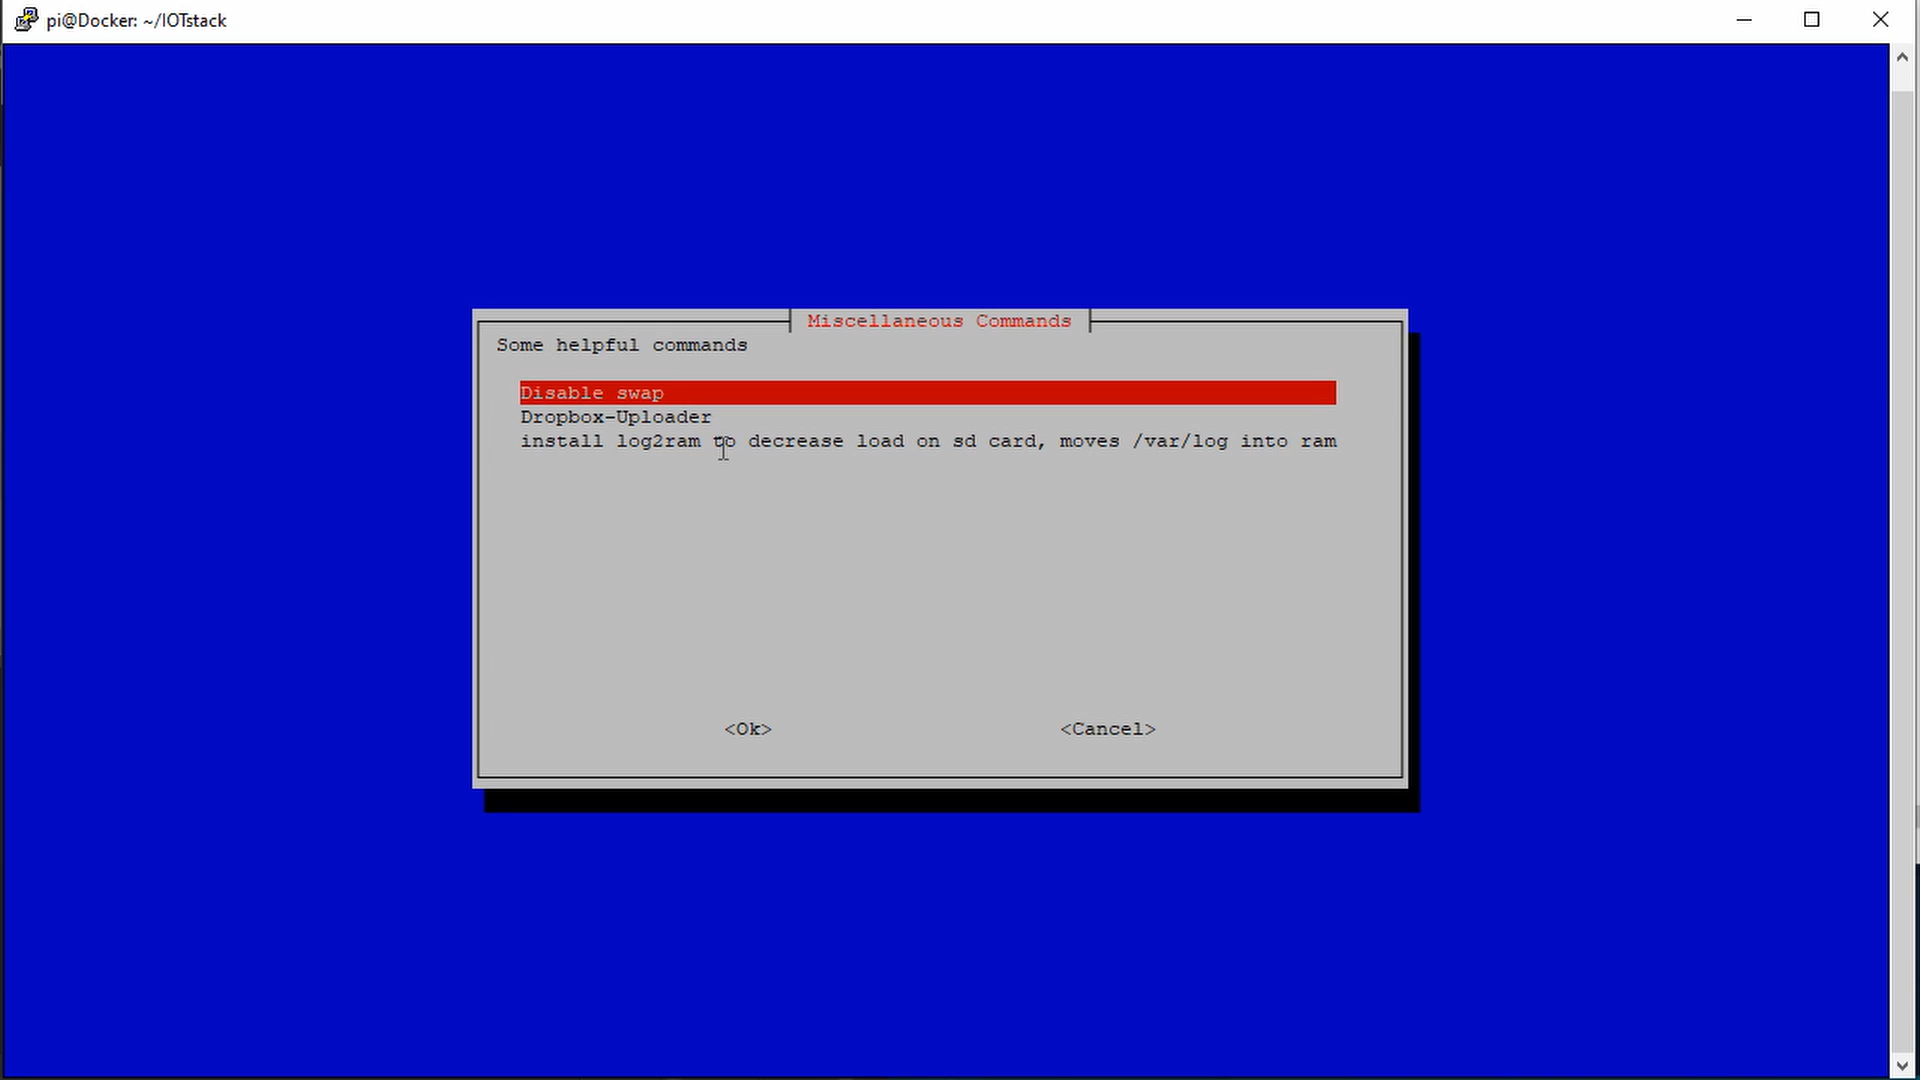 pi@Docker: ~/IOTstack
Miscellaneous Commands
Some helpful commands
Disable swap
Dropbox-Uploader
install log2ram to decrease load on sd card, moves /var/log into ram
<Ok> <Cancel>